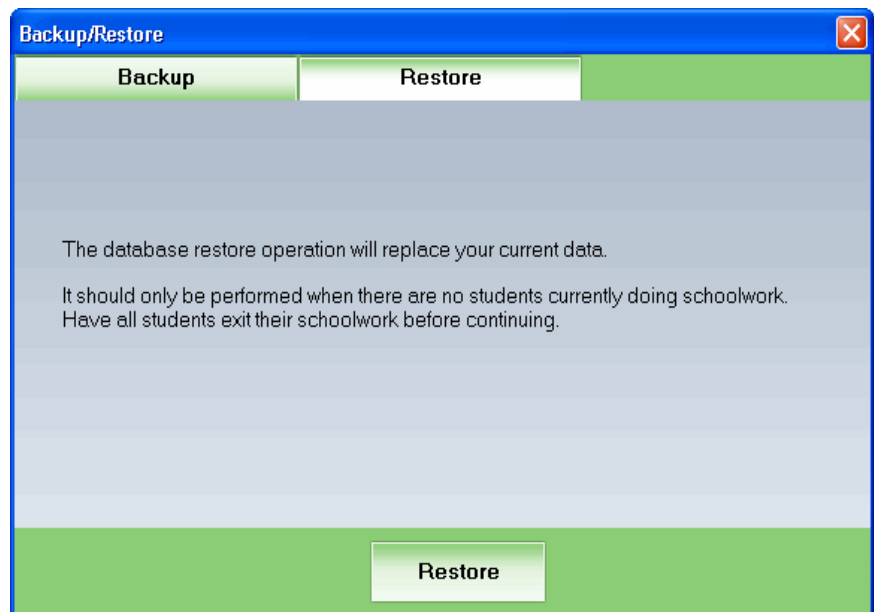 Backup/Restore
Backup
Restore
The database restore operation will replace your current data.
It should only be performed when there are no students currently doing schoolwork.
Have all students exit their schoolwork before continuing.
Restore